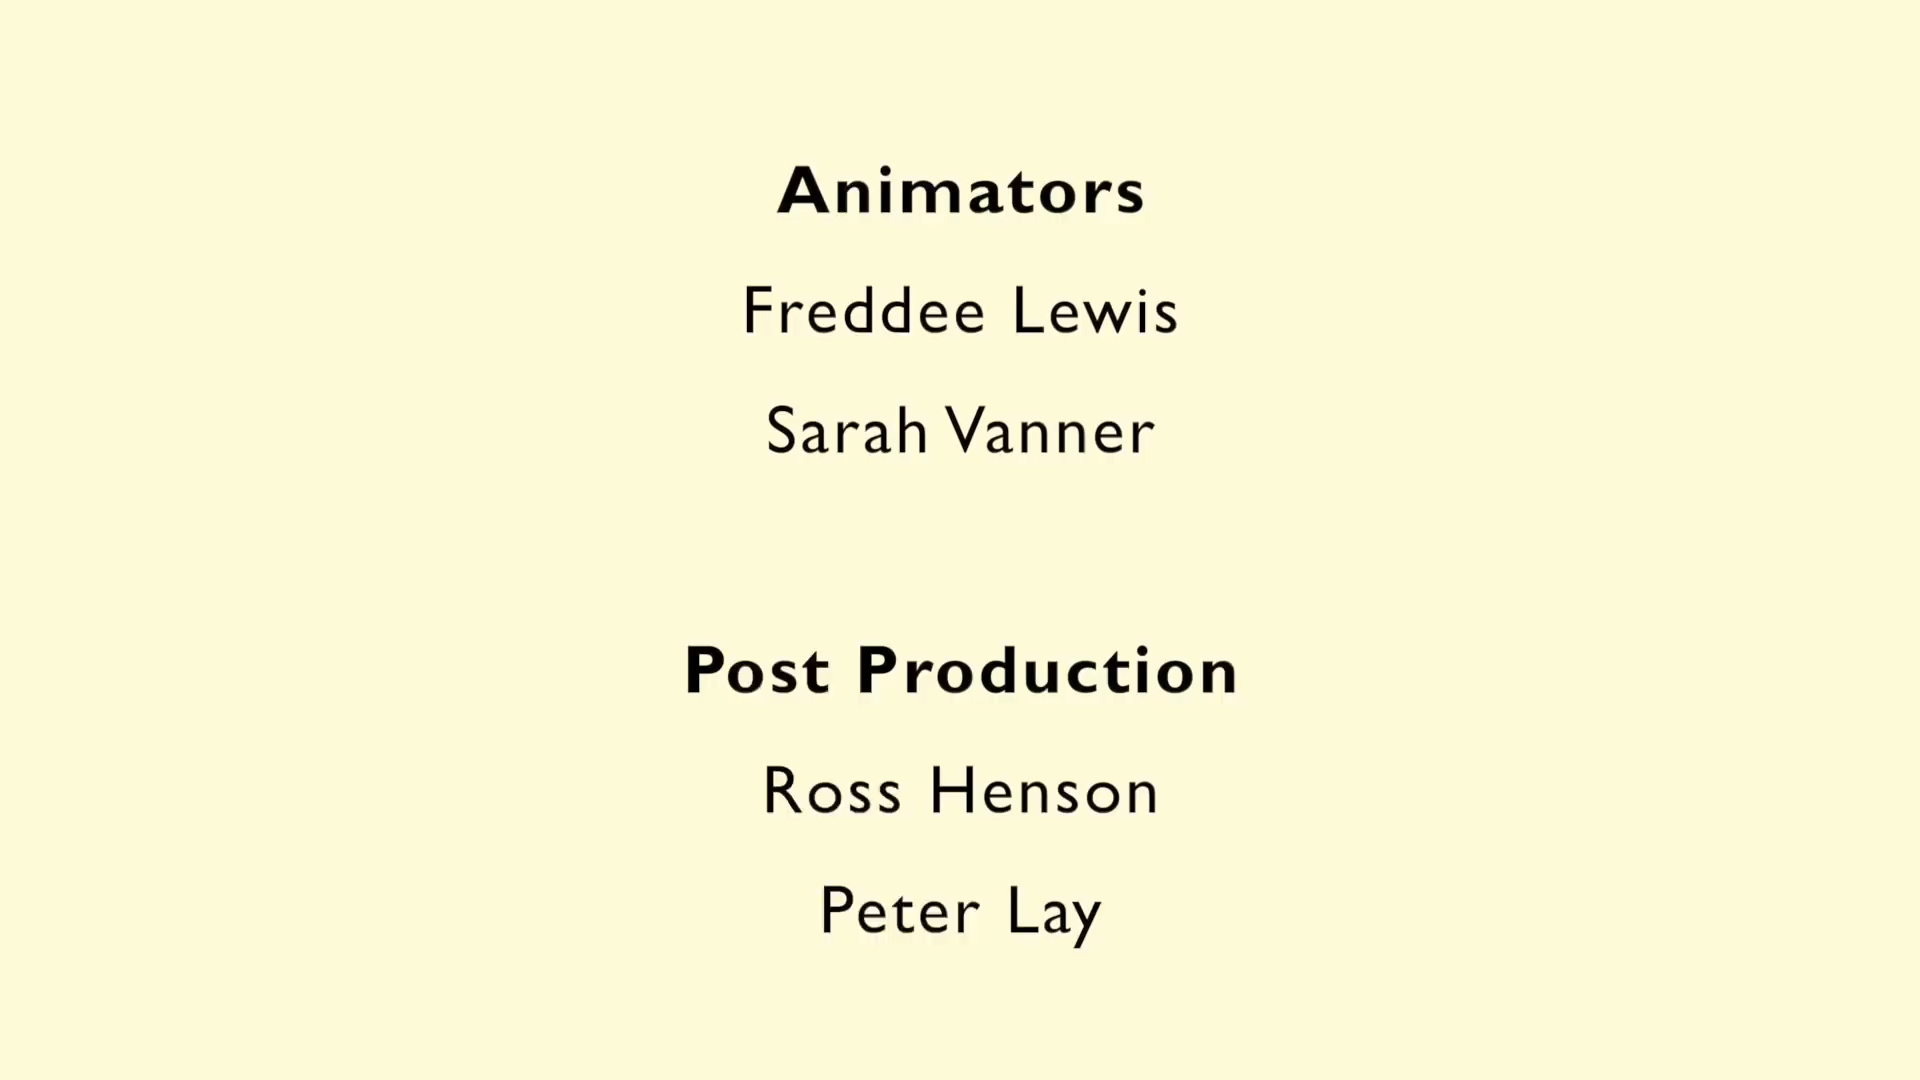 Animators
Freddee Lewis
Sarah Vanner
Post Production
Ross Henson
Peter Lay